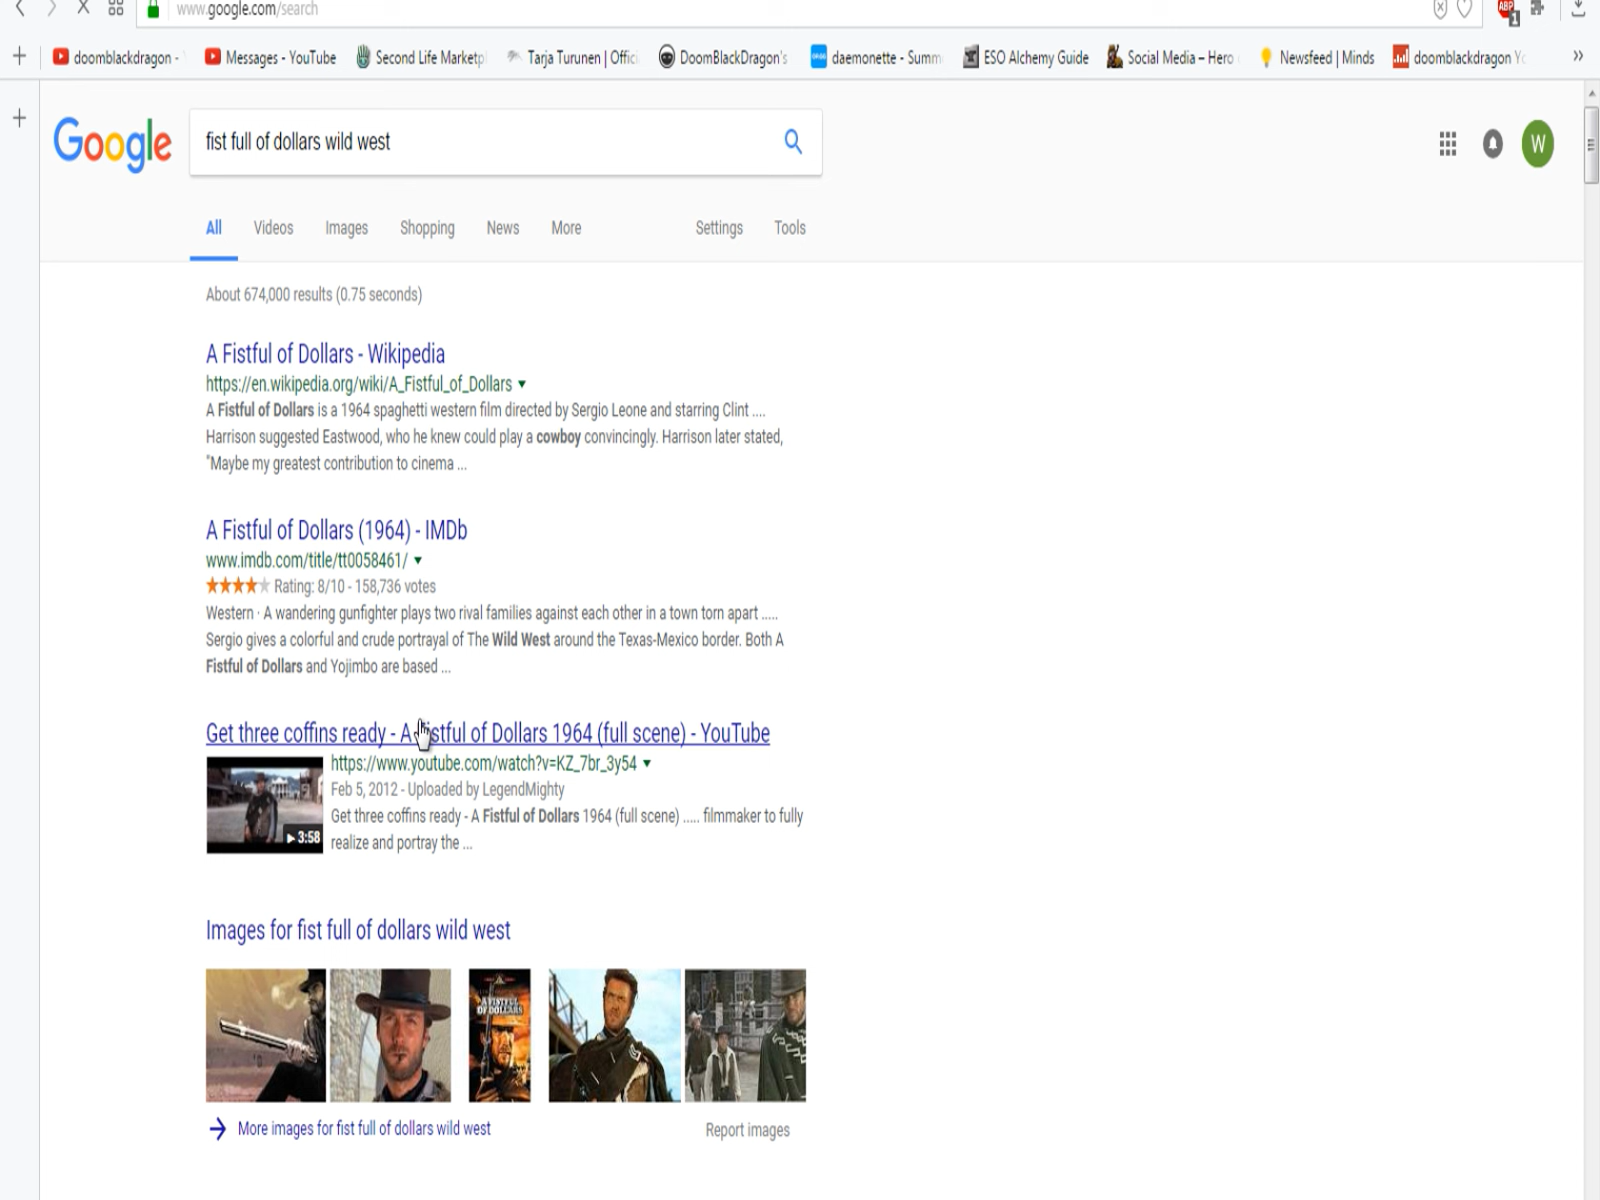 www.google.com/search
ABP
1
doomblackdragon -
Messages - YouTube
Second Life Marketpl
Tarja Turunen | Offici
DoomBlackDragon's
daemonette - Summ
ESO Alchemy Guide
Social Media – Hero
Newsfeed | Minds
doomblackdragon Yo
»
Google
fist full of dollars wild west
W
All
Videos
Images
Shopping
News
More
Settings
Tools
About 674,000 results (0.75 seconds)
A Fistful of Dollars - Wikipedia
https://en.wikipedia.org/wiki/A_Fistful_of_Dollars
A Fistful of Dollars is a 1964 spaghetti western film directed by Sergio Leone and starring Clint ....
Harrison suggested Eastwood, who he knew could play a cowboy convincingly. Harrison later stated,
"Maybe my greatest contribution to cinema ...
A Fistful of Dollars (1964) - IMDb
www.imdb.com/title/tt0058461/
Rating: 8/10 - 158,736 votes
Western · A wandering gunfighter plays two rival families against each other in a town torn apart .....
Sergio gives a colorful and crude portrayal of The Wild West around the Texas-Mexico border. Both A
Fistful of Dollars and Yojimbo are based ...
Get three coffins ready - A Fistful of Dollars 1964 (full scene) - YouTube
https://www.youtube.com/watch?v=KZ_7br_3y54
3:58
Feb 5, 2012 - Uploaded by LegendMighty
Get three coffins ready - A Fistful of Dollars 1964 (full scene) ..... filmmaker to fully
realize and portray the ...
Images for fist full of dollars wild west
A FISTFUL
OF DOLLARS
More images for fist full of dollars wild west
Report images